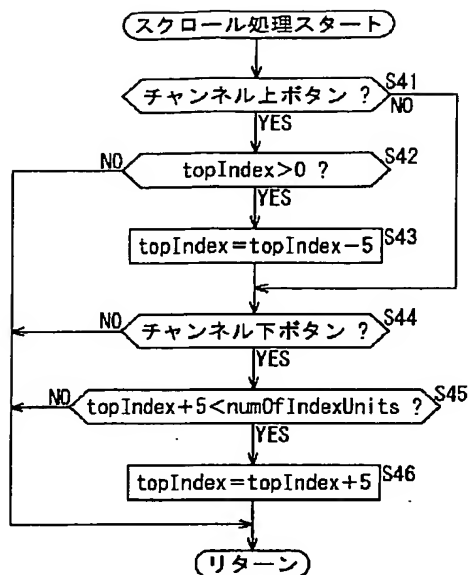 スクロール処理スタート
チャンネル上ボタン ?
S41
NO
YES
NO
topIndex>0 ?
S42
YES
topIndex=topIndex−5
S43
NO
チャンネル下ボタン ?
S44
YES
NO
topIndex+5<numOfIndexUnits ?
S45
YES
topIndex=topIndex+5
S46
リターン